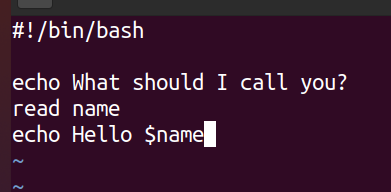 #!/bin/bash
echo What should I call you?
read name
echo Hello $name
~
~